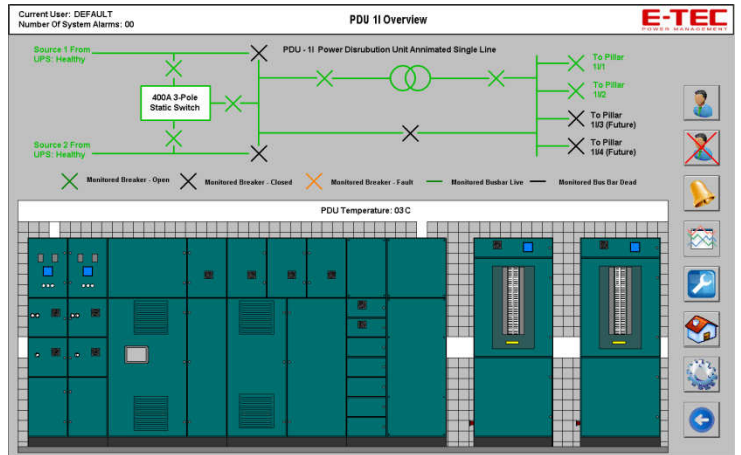 Current User: DEFAULT
Number Of System Alarms: 00
PDU 1I Overview
E-TEC
POWER MANAGEMENT
Source 1 From
UPS: Healthy
PDU - 1I Power Disrubution Unit Annimated Single Line
To Pillar
1I/1
To Pillar
1I/2
400A 3-Pole
Static Switch
To Pillar
1I/3 (Future)
Source 2 From
UPS: Healthy
To Pillar
1I/4 (Future)
Monitored Breaker - Open
Monitored Breaker - Closed
Monitored Breaker - Fault
Monitored Busbar Live
Monitored Bus Bar Dead
PDU Temperature: 03 C